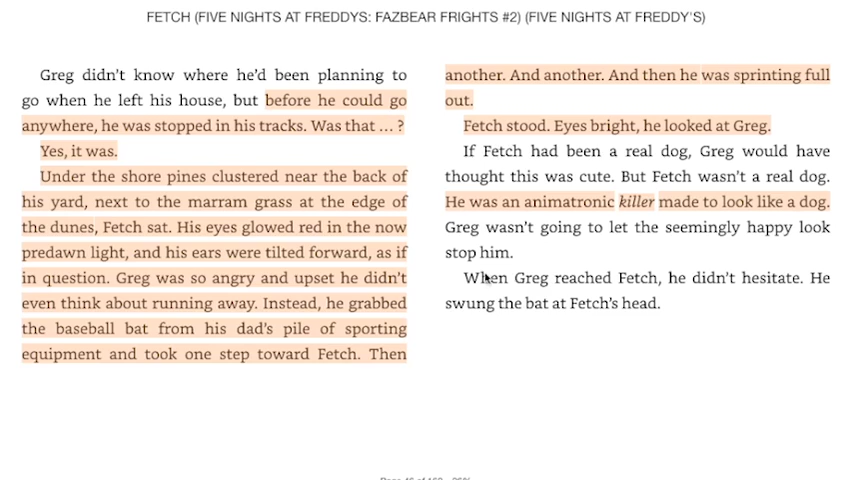 FETCH (FIVE NIGHTS AT FREDDYS: FAZBEAR FRIGHTS #2) (FIVE NIGHTS AT FREDDY'S)
Greg didn't know where he'd been planning to
go when he left his house, but before he could go
anywhere, he was stopped in his tracks. Was that … ?
Yes, it was.
Under the shore pines clustered near the back of
his yard, next to the marram grass at the edge of
the dunes, Fetch sat. His eyes glowed red in the now
predawn light, and his ears were tilted forward, as if
in question. Greg was so angry and upset he didn't
even think about running away. Instead, he grabbed
the baseball bat from his dad's pile of sporting
equipment and took one step toward Fetch. Then
another. And another. And then he was sprinting full
out.
Fetch stood. Eyes bright, he looked at Greg.
If Fetch had been a real dog, Greg would have
thought this was cute. But Fetch wasn't a real dog.
He was an animatronic killer made to look like a dog.
Greg wasn't going to let the seemingly happy look
stop him.
When Greg reached Fetch, he didn't hesitate. He
swung the bat at Fetch's head.